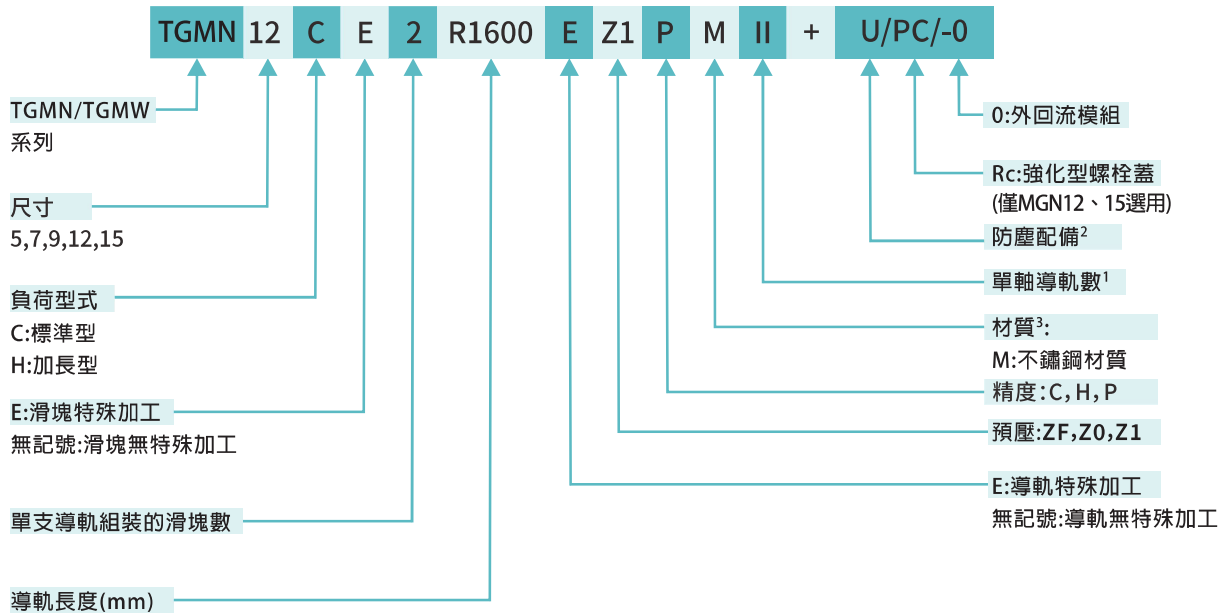 TGMN 12 C E 2 R1600 E Z1 P M II + U/PC/-0
TGMN/TGMW
系列
尺寸
5,7,9,12,15
負荷型式
C:標準型
H:加長型
E:滑塊特殊加工
無記號:滑塊無特殊加工
單支導軌組裝的滑塊數
導軌長度(mm)
0:外回流模組
Rc:強化型螺栓蓋
(僅MGN12、15選用)
防塵配備²
單軸導軌數¹
材質³:
M:不鏽鋼材質
精度:C,H,P
預壓:ZF,Z0,Z1
E:導軌特殊加工
無記號:導軌無特殊加工